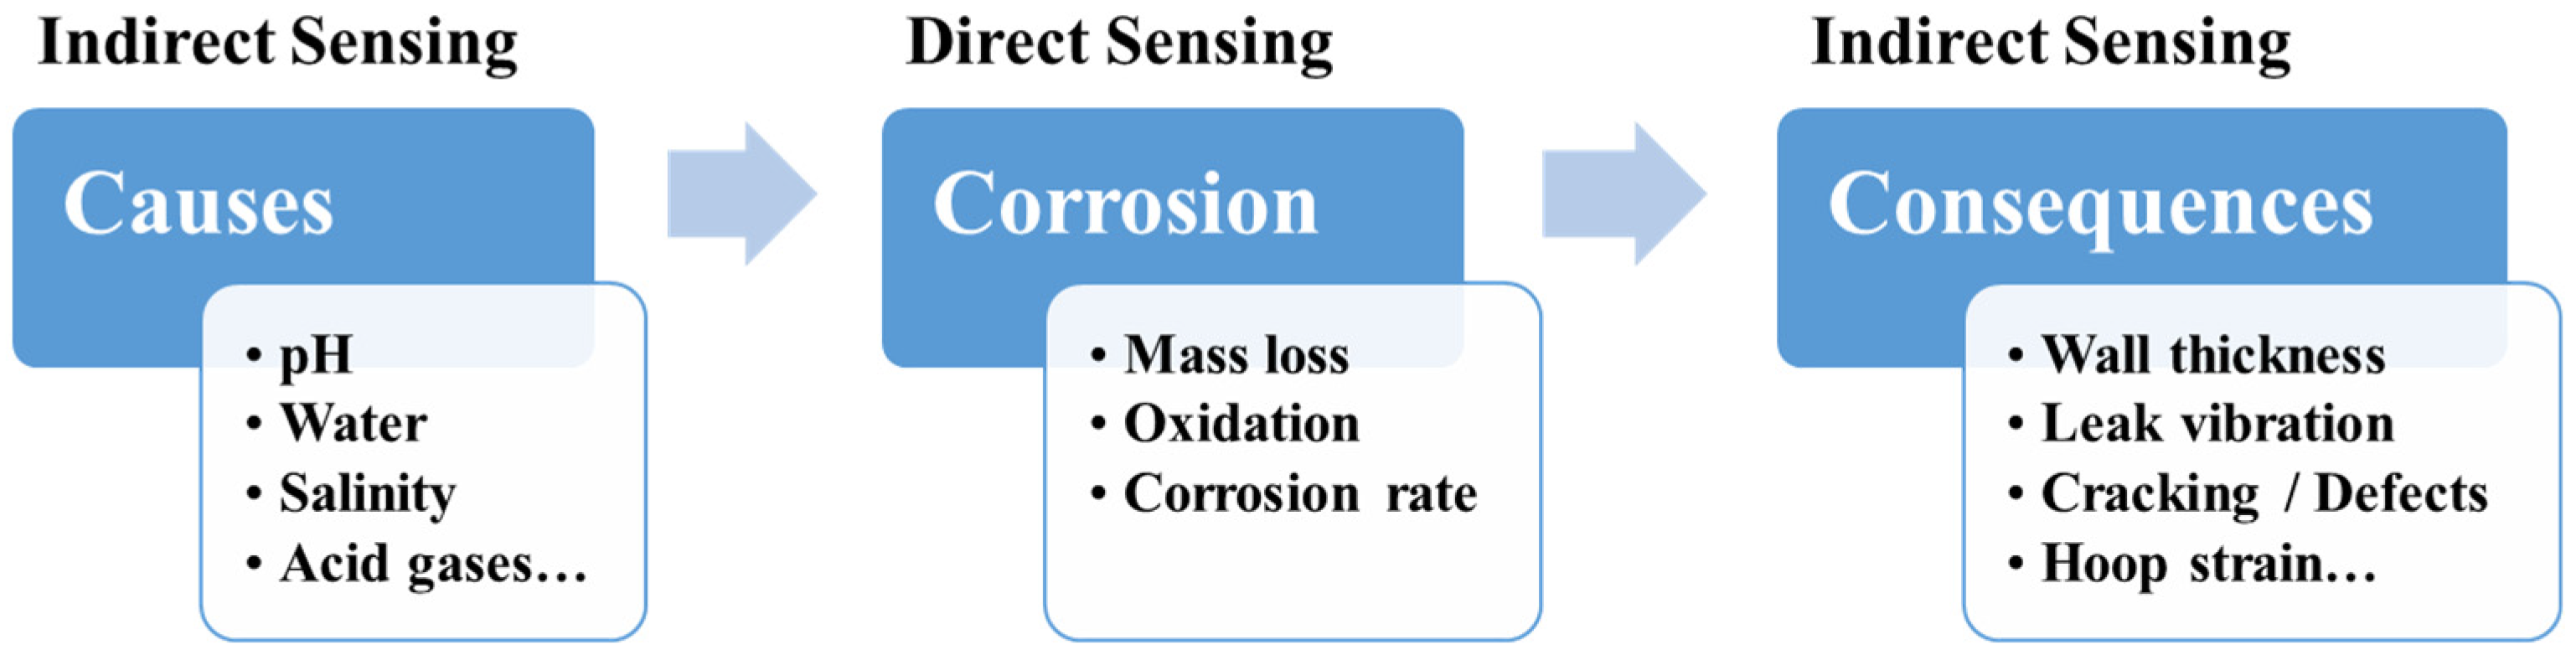 Indirect Sensing
Causes
• pH
• Water
• Salinity
• Acid gases…
Direct Sensing
Corrosion
• Mass loss
• Oxidation
• Corrosion rate
Indirect Sensing
Consequences
• Wall thickness
• Leak vibration
• Cracking / Defects
• Hoop strain…